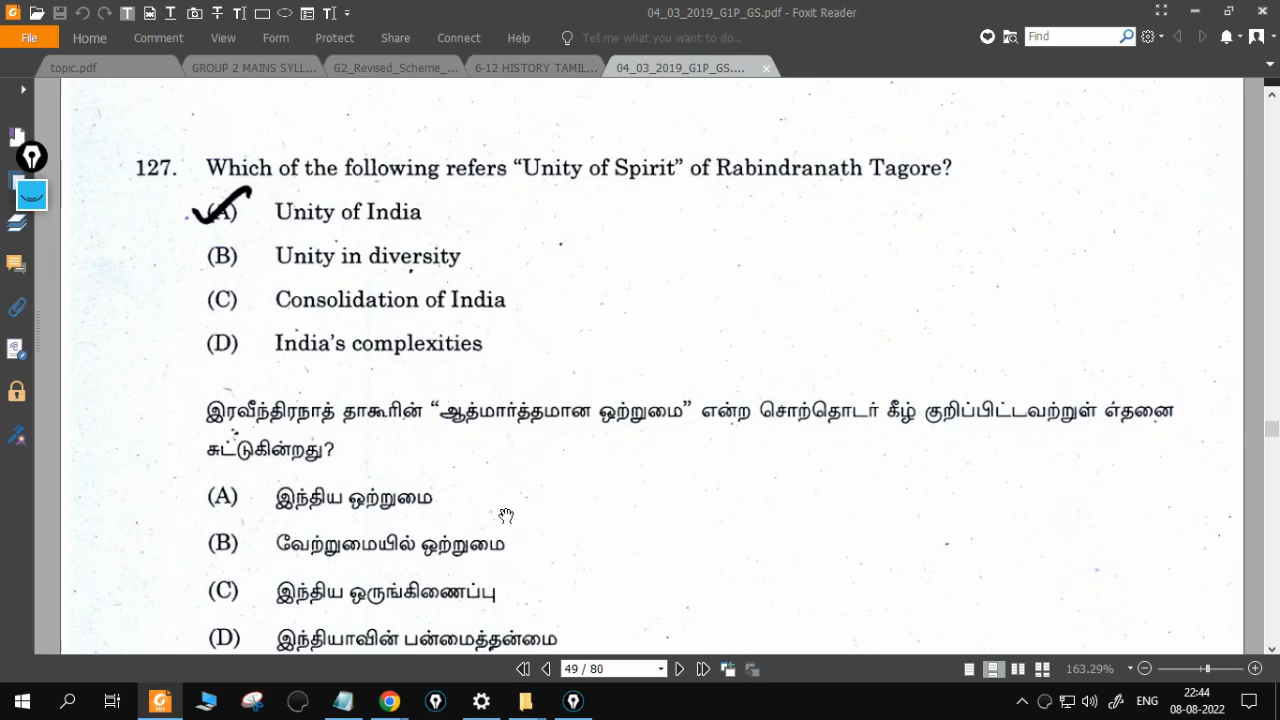 04_03_2019_G1P_GS.pdf - Foxit Reader
File Home Comment View Form Protect Share Connect Help Tell me what you want to do.. Find
topic.pdf GROUP 2 MAINS SYLL... G2_Revised_Scheme_... 6-12 HISTORY TAMIL... 04_03_2019_G1P_GS....
127. Which of the following refers “Unity of Spirit” of Rabindranath Tagore?
(A) Unity of India
(B) Unity in diversity
(C) Consolidation of India
(D) India's complexities
இரவீந்திரநாத் தாகூரின் “ஆத்மார்த்தமான ஒற்றுமை” என்ற சொற்தொடர் கீழ் குறிப்பிட்டவற்றுள் எதனை
சுட்டுகின்றது?
(A) இந்திய ஒற்றுமை
(B) வேற்றுமையில் ஒற்றுமை
(C) இந்திய ஒருங்கிணைப்பு
(D) இந்தியாவின் பன்மைத்தன்மை
49 / 80 163.29%
ENG 22:44
08-08-2022